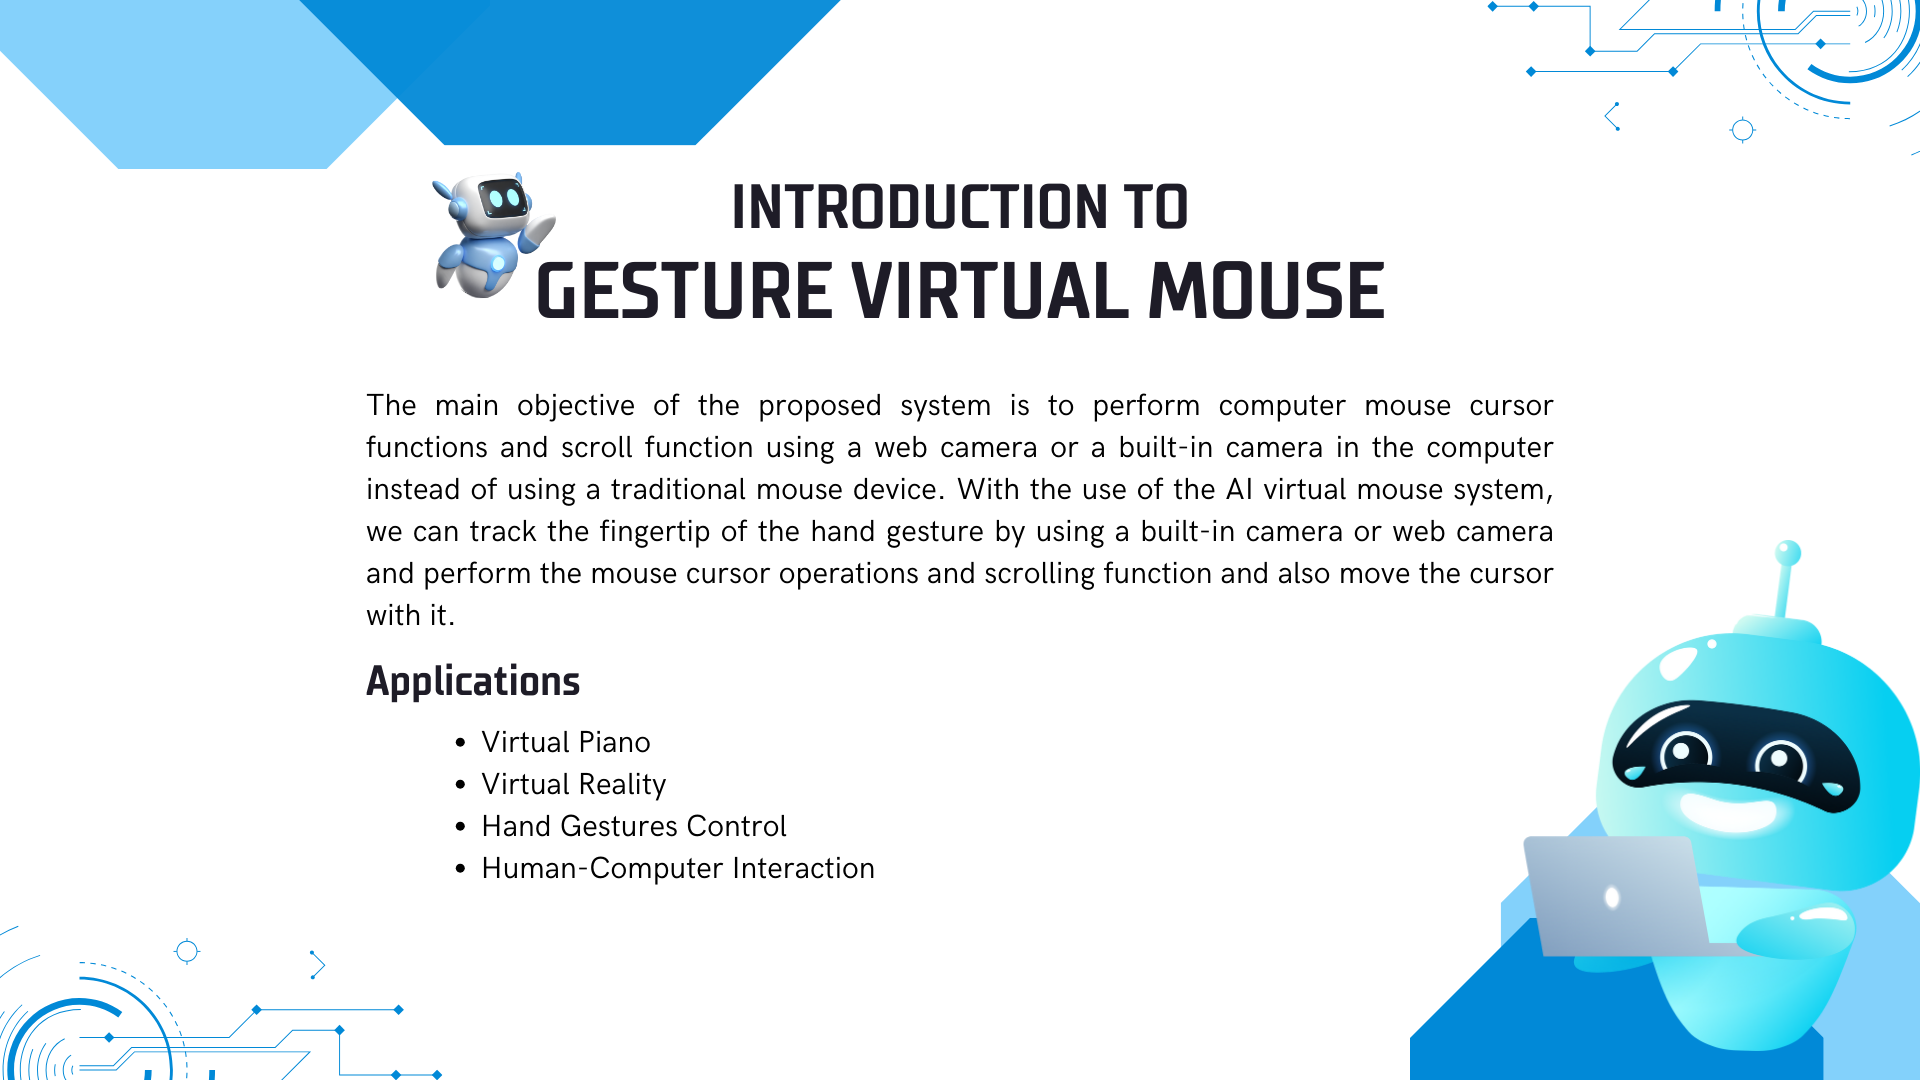 INTRODUCTION TO
GESTURE VIRTUAL MOUSE
The main objective of the proposed system is to perform computer mouse cursor
functions and scroll function using a web camera or a built-in camera in the computer
instead of using a traditional mouse device. With the use of the AI virtual mouse system,
we can track the fingertip of the hand gesture by using a built-in camera or web camera
and perform the mouse cursor operations and scrolling function and also move the cursor
with it.
Applications
• Virtual Piano
• Virtual Reality
• Hand Gestures Control
• Human-Computer Interaction